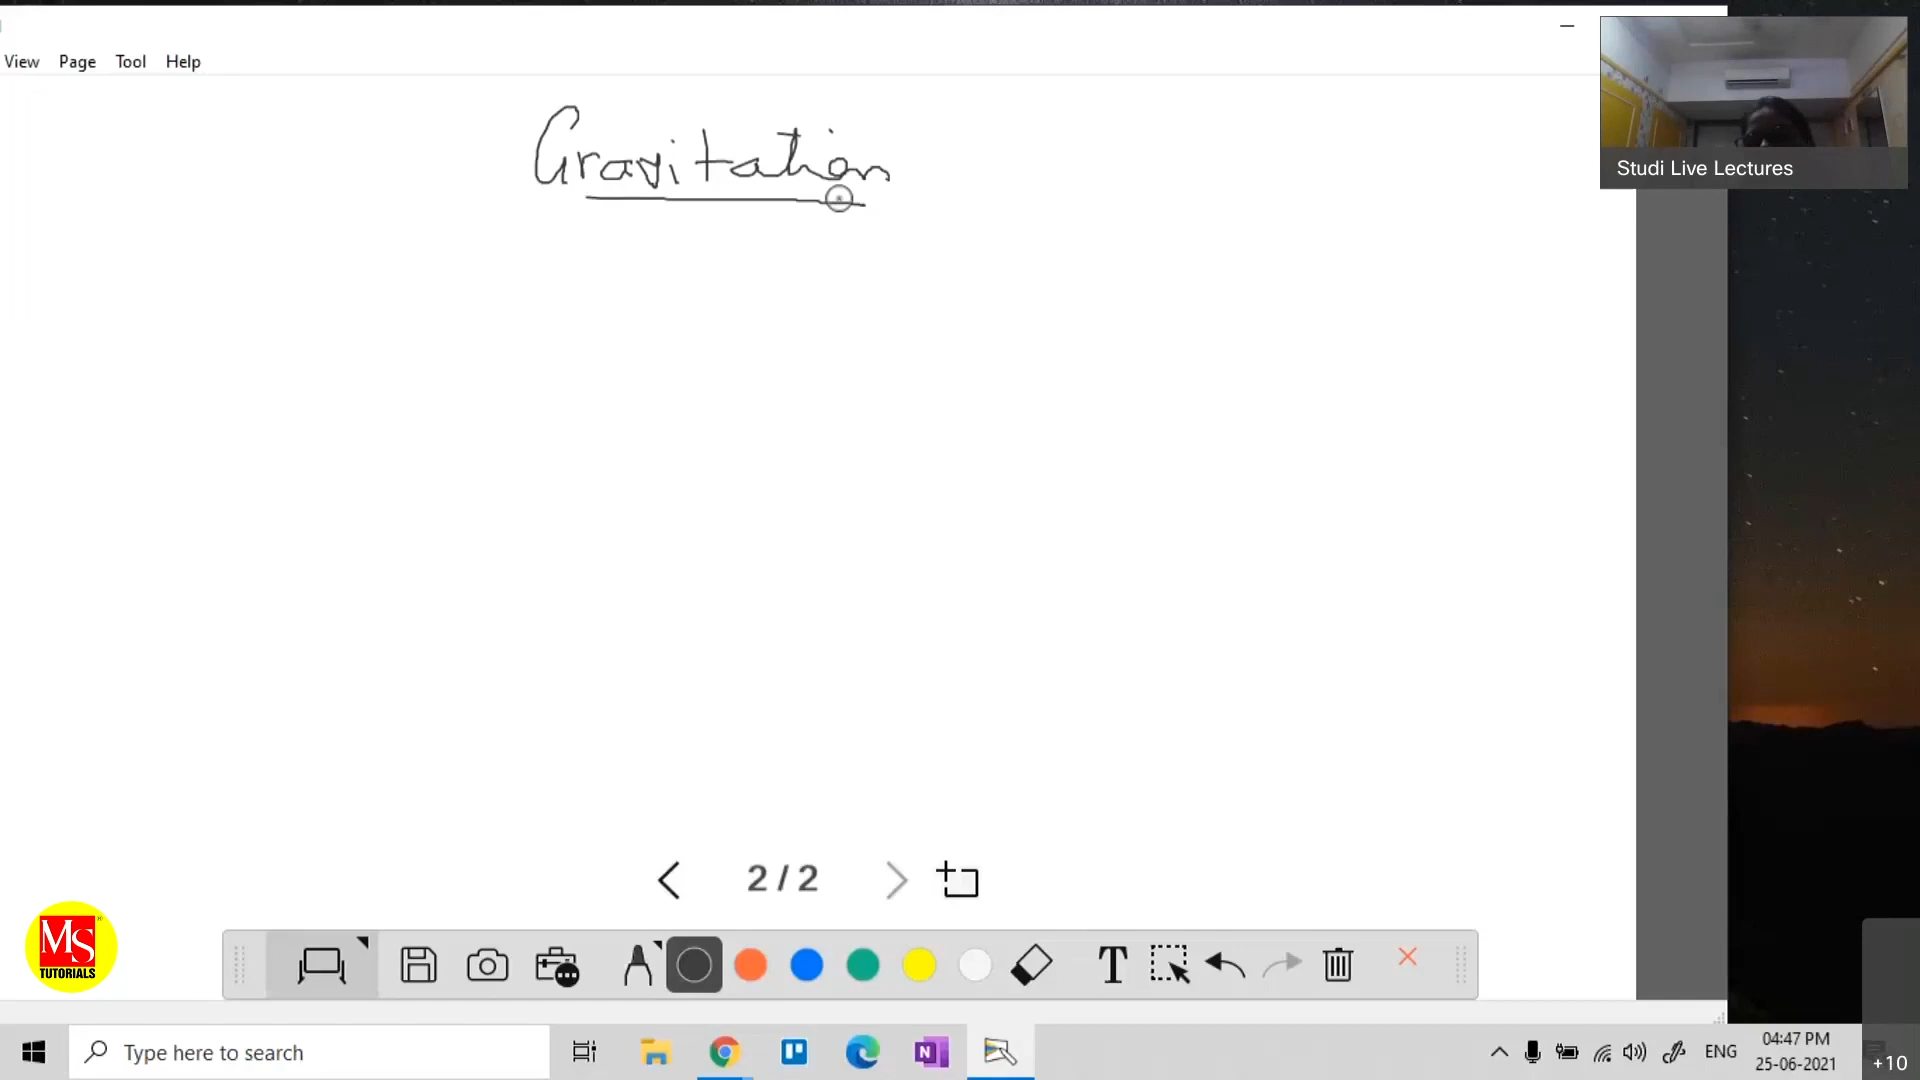 View Page Tool Help
Gravitation
Studi Live Lectures
2 / 2
MS
TUTORIALS
T
Type here to search
N
ENG
04:47 PM
25-06-2021
+10